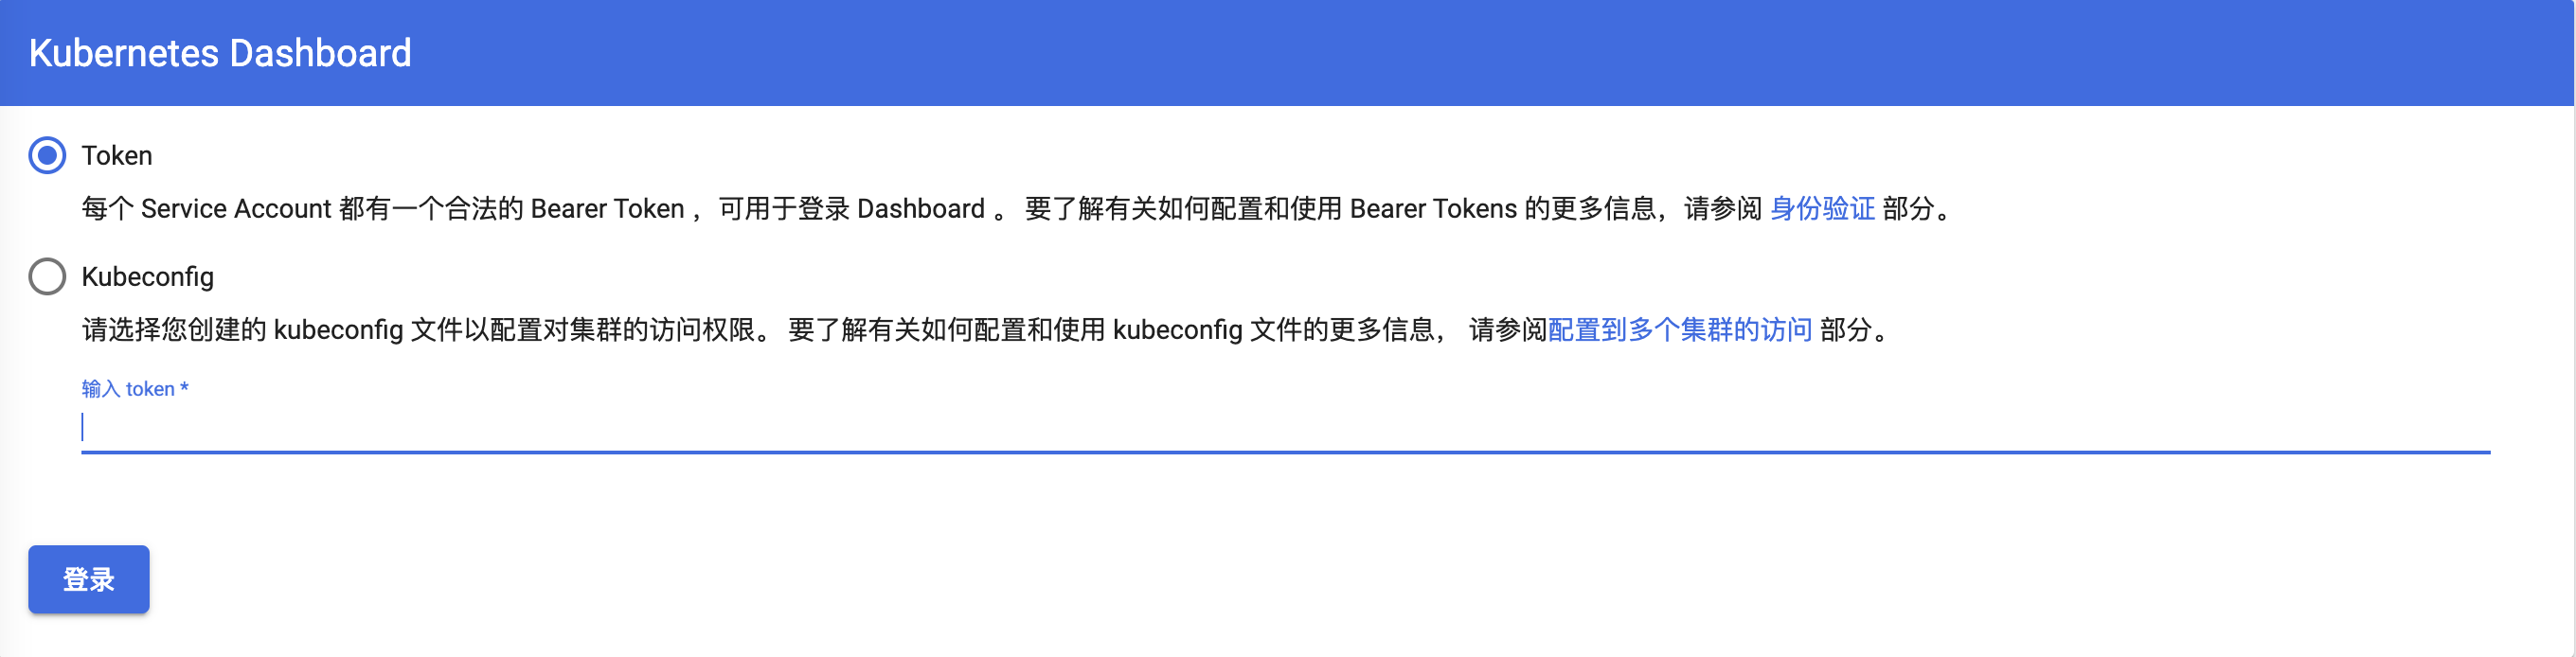 Kubernetes Dashboard
Token
每个 Service Account 都有一个合法的 Bearer Token ，可用于登录 Dashboard 。 要了解有关如何配置和使用 Bearer Tokens 的更多信息，请参阅 身份验证 部分。
Kubeconfig
请选择您创建的 kubeconfig 文件以配置对集群的访问权限。 要了解有关如何配置和使用 kubeconfig 文件的更多信息， 请参阅配置到多个集群的访问 部分。
输入 token *
登录